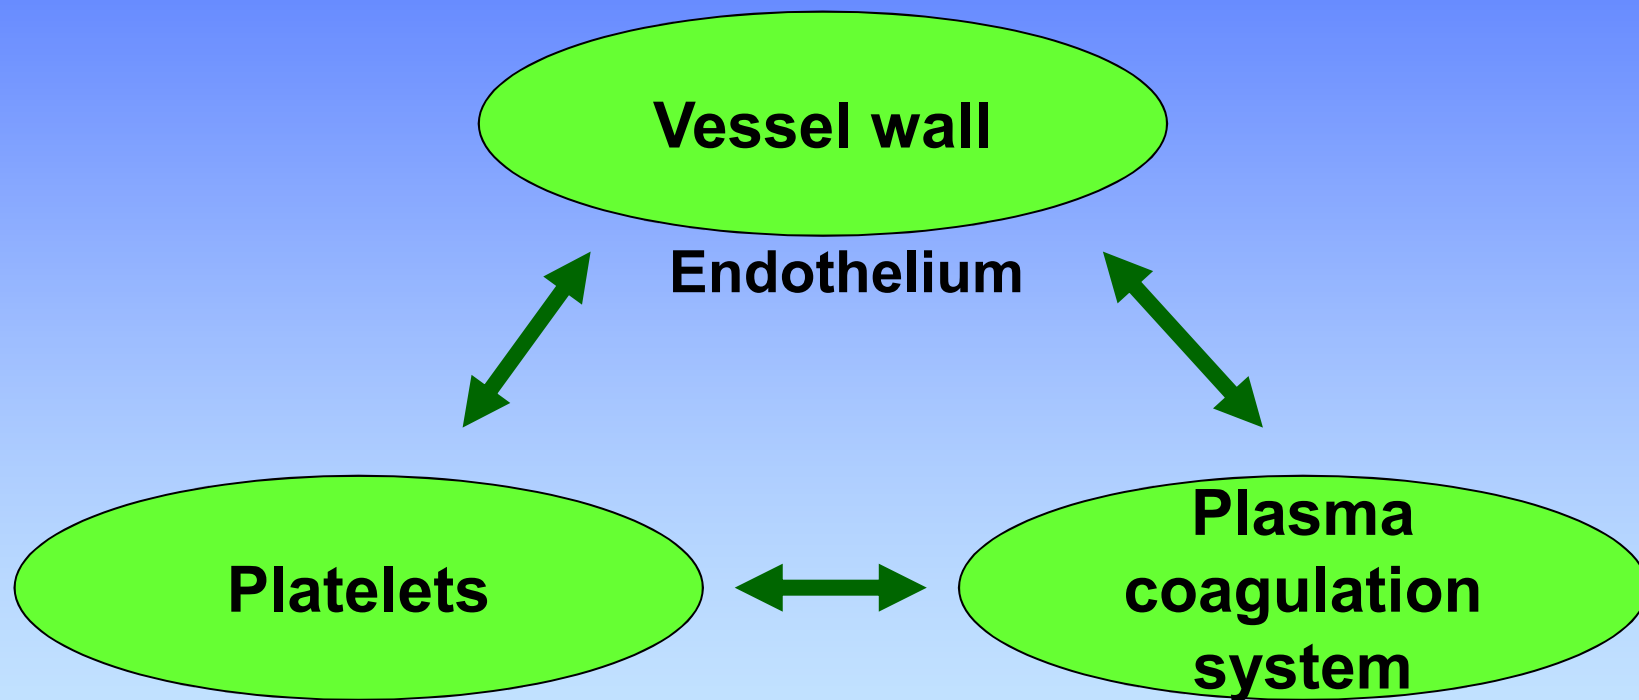 Vessel wall
Endothelium
Platelets
Plasma
coagulation
system